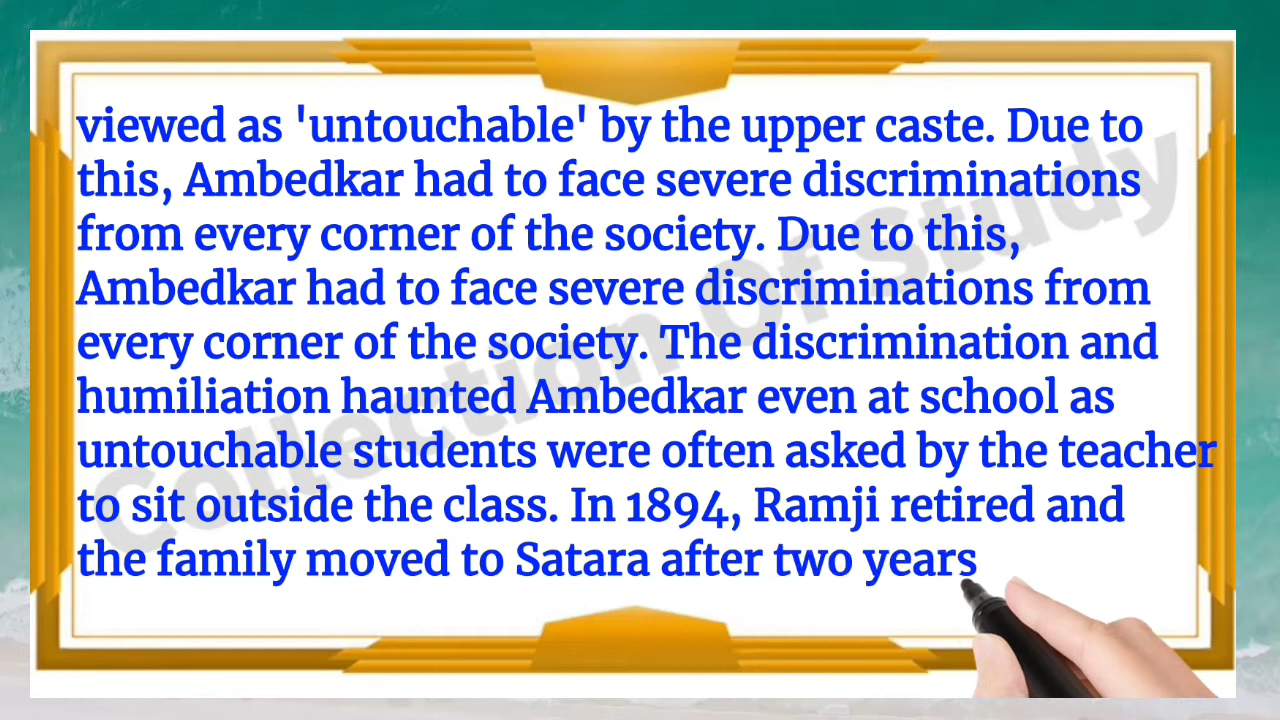 viewed as 'untouchable' by the upper caste. Due to
this, Ambedkar had to face severe discriminations
from every corner of the society. Due to this,
Ambedkar had to face severe discriminations from
every corner of the society. The discrimination and
humiliation haunted Ambedkar even at school as
untouchable students were often asked by the teacher
to sit outside the class. In 1894, Ramji retired and
the family moved to Satara after two years
Collection Of Study